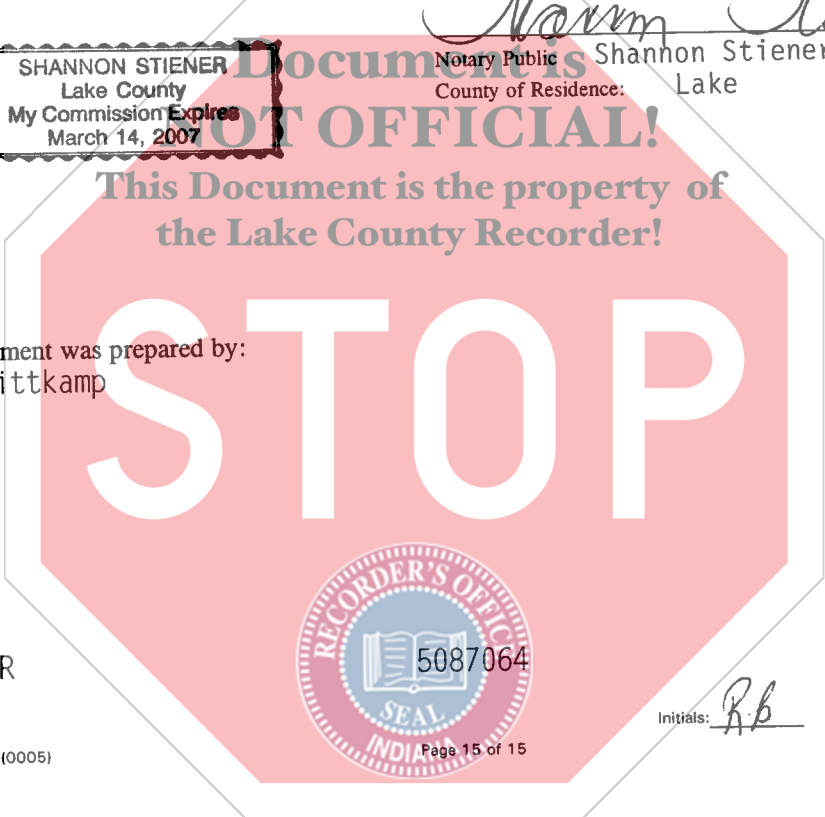 Notary Public Shannon Stiener
County of Residence: Lake
SHANNON STIENER
Lake County
My Commission Expires
March 14, 2007
Document is
NOT OFFICIAL!
This Document is the property of
the Lake County Recorder!
ment was prepared by:
ittkamp
STOP
RECORDER'S OFFICE
SEAL
INDIANA
R
5087064
Initials: R.B
(0005)
Page 15 of 15